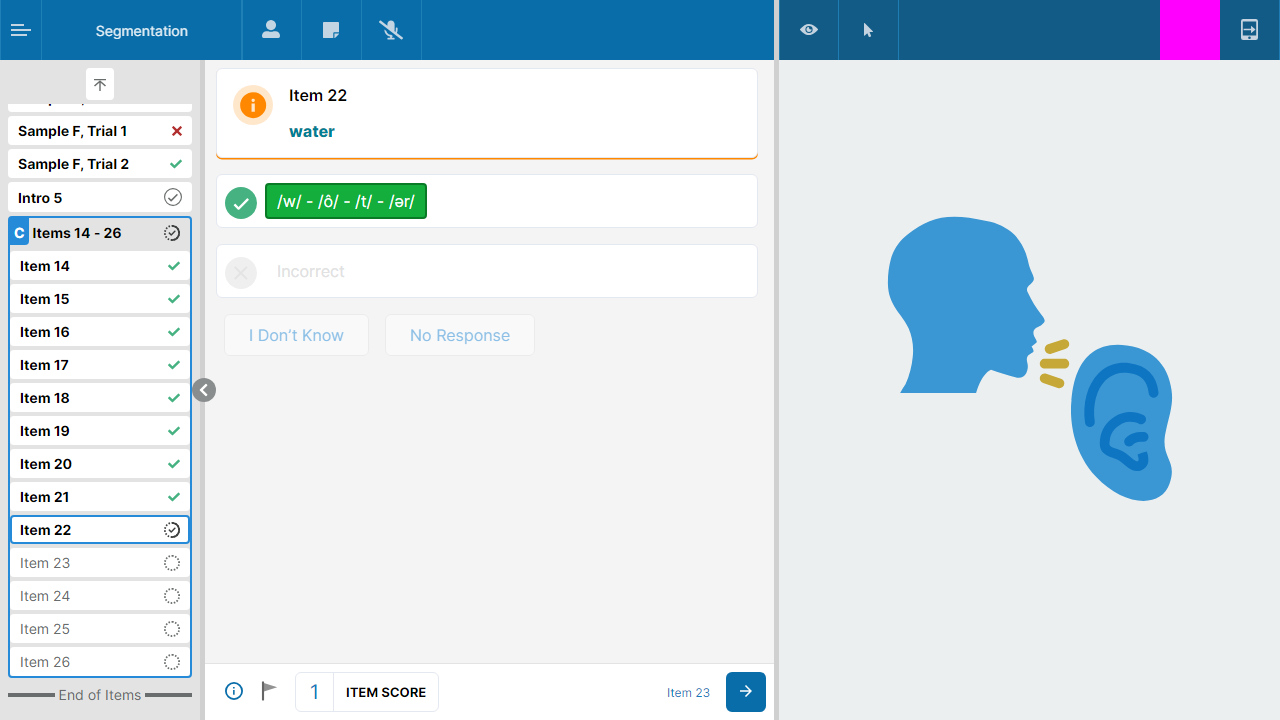 Segmentation
Sample F, Trial 1
Sample F, Trial 2
Intro 5
C Items 14 - 26
Item 14
Item 15
Item 16
Item 17
Item 18
Item 19
Item 20
Item 21
Item 22
Item 23
Item 24
Item 25
Item 26
End of Items
Item 22
water
/w/ - /ô/ - /t/ - /ər/
Incorrect
I Don’t Know
No Response
1 ITEM SCORE
Item 23